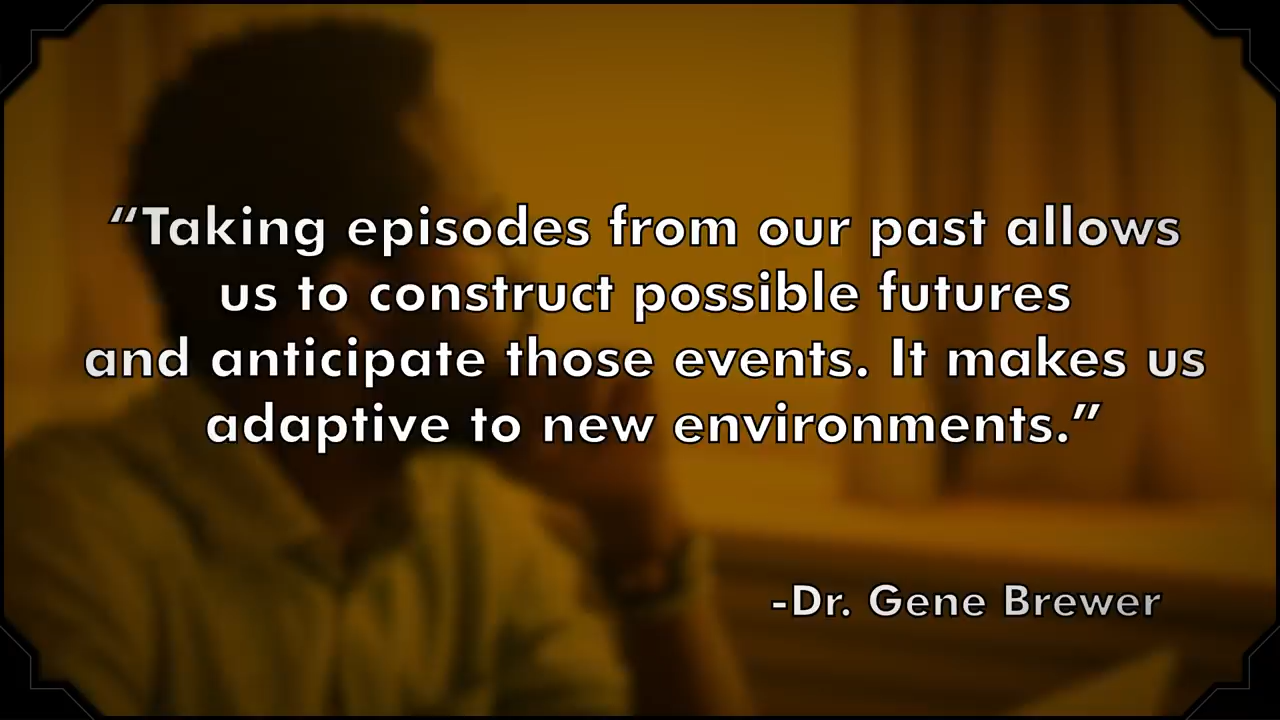 “Taking episodes from our past allows
us to construct possible futures
and anticipate those events. It makes us
adaptive to new environments.”
-Dr. Gene Brewer